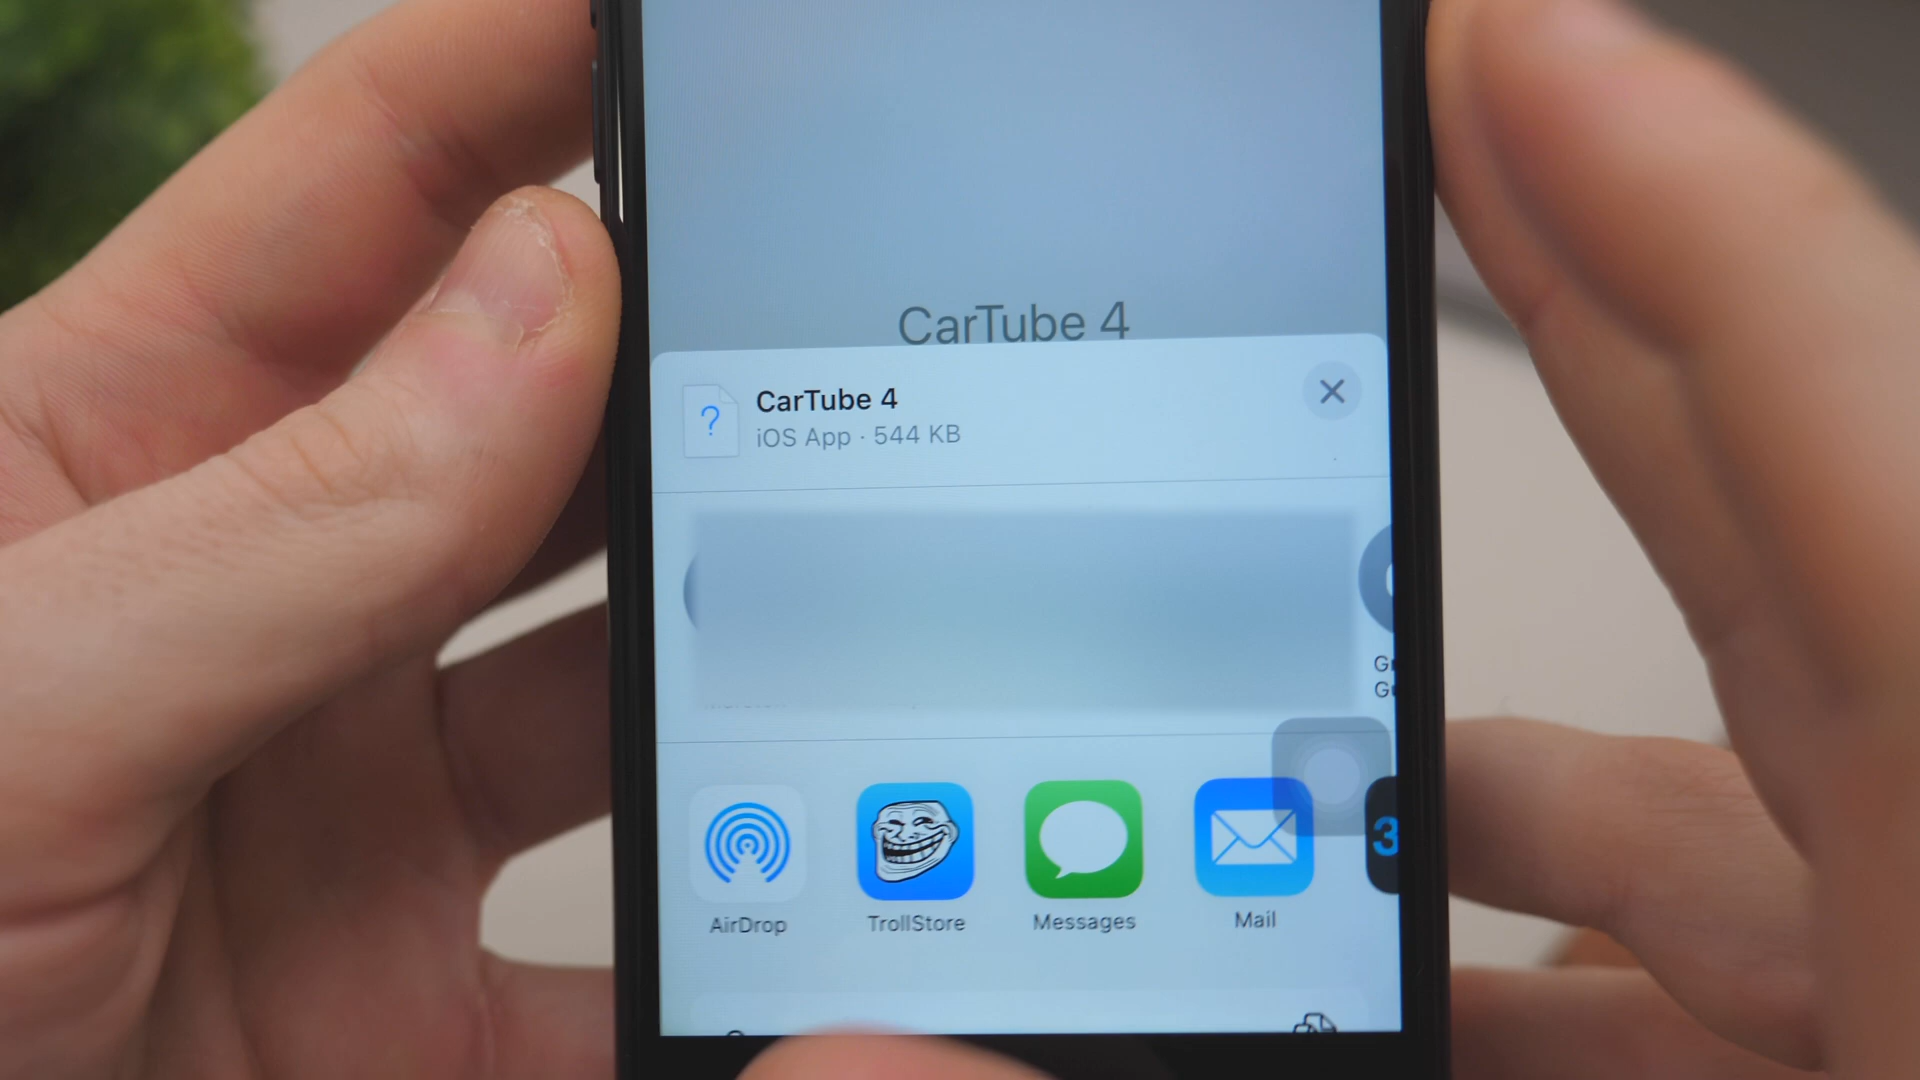 CarTube 4
CarTube 4
iOS App · 544 KB
?
AirDrop
TrollStore
Messages
Mail
3